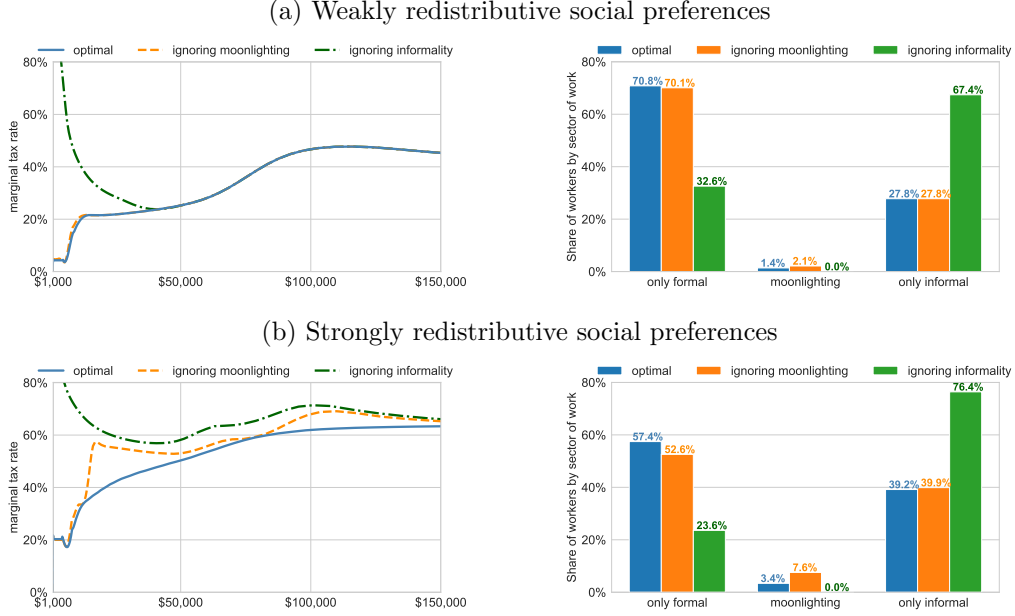 (a) Weakly redistributive social preferences
optimal ignoring moonlighting ignoring informality
80%
60%
40%
20%
0%
marginal tax rate
$1,000 $50,000 $100,000 $150,000
optimal ignoring moonlighting ignoring informality
80%
60%
40%
20%
0%
Share of workers by sector of work
70.8% 70.1% 32.6%
1.4% 2.1% 0.0%
27.8% 27.8% 67.4%
only formal moonlighting only informal
(b) Strongly redistributive social preferences
optimal ignoring moonlighting ignoring informality
80%
60%
40%
20%
0%
marginal tax rate
$1,000 $50,000 $100,000 $150,000
optimal ignoring moonlighting ignoring informality
80%
60%
40%
20%
0%
Share of workers by sector of work
57.4% 52.6% 23.6%
3.4% 7.6% 0.0%
39.2% 39.9% 76.4%
only formal moonlighting only informal